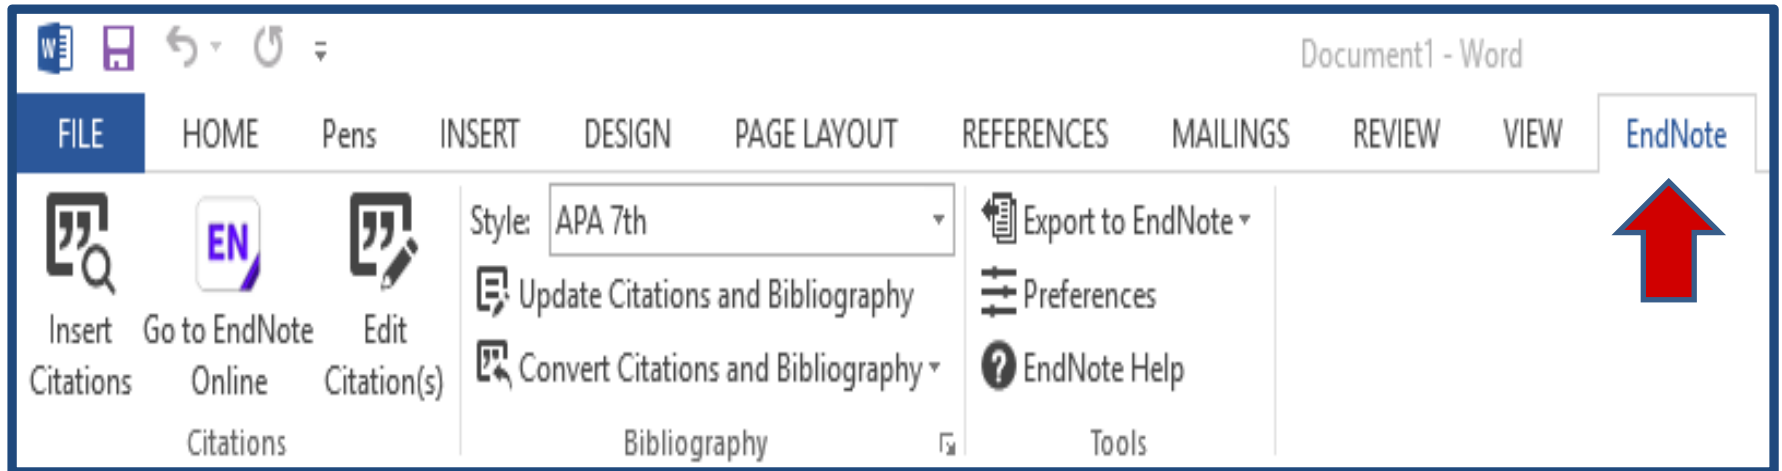 Document1 - Word
FILE HOME Pens INSERT DESIGN PAGE LAYOUT REFERENCES MAILINGS REVIEW VIEW EndNote
Insert Citations
EN
Go to EndNote Online
Edit Citation(s)
Citations
Style: APA 7th
Update Citations and Bibliography
Convert Citations and Bibliography
Bibliography
Export to EndNote
Preferences
EndNote Help
Tools